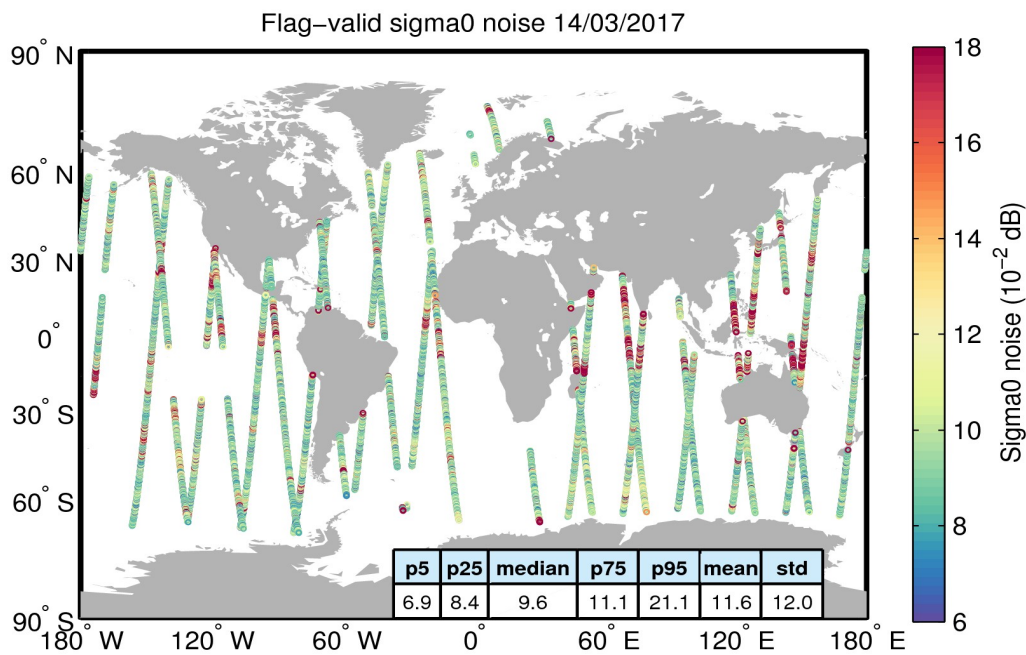 Flag−valid sigma0 noise 14/03/2017
90° N
60° N
30° N
0°
30° S
60° S
90° S
180° W
120° W
60° W
0°
60° E
120° E
180° E
p5 p25 median p75 p95 mean std
6.9 8.4 9.6 11.1 21.1 11.6 12.0
18
16
14
12
10
8
6
Sigma0 noise (10⁻² dB)